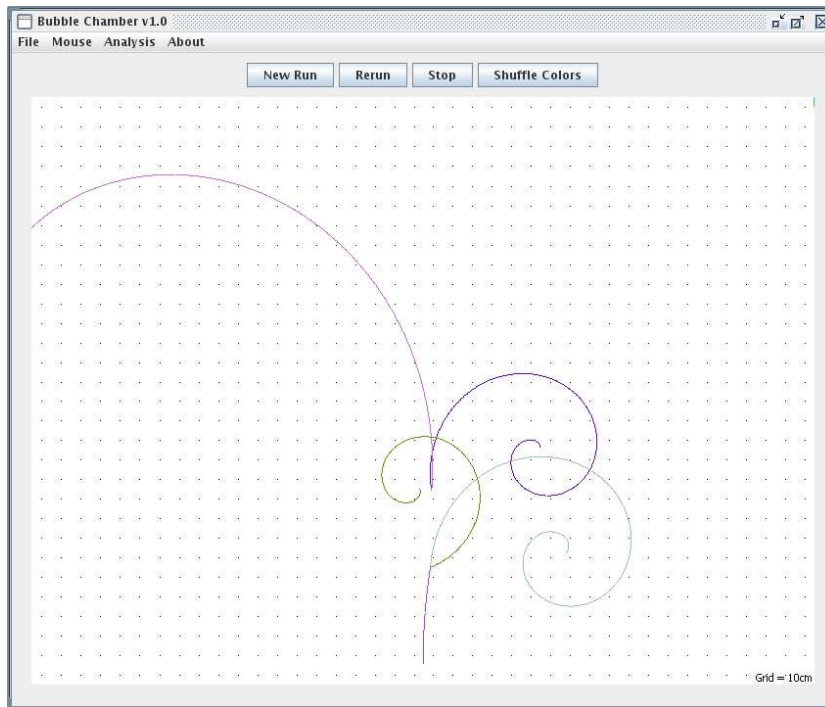 Bubble Chamber v1.0
File Mouse Analysis About
New Run Rerun Stop Shuffle Colors
Grid = 10cm